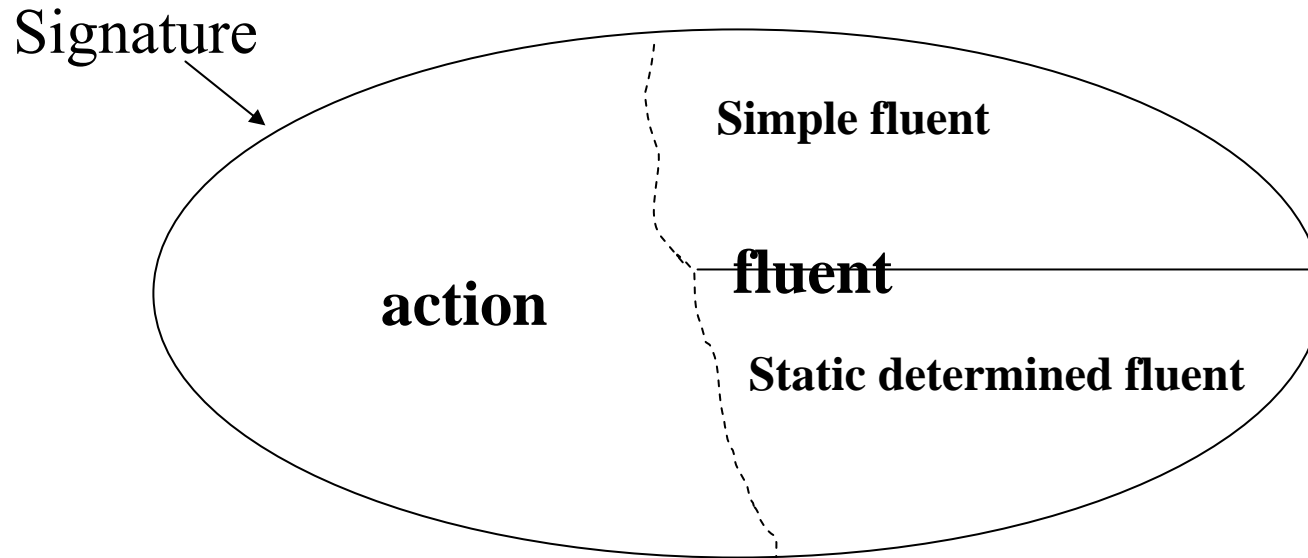 Signature
Simple fluent
fluent
action
Static determined fluent